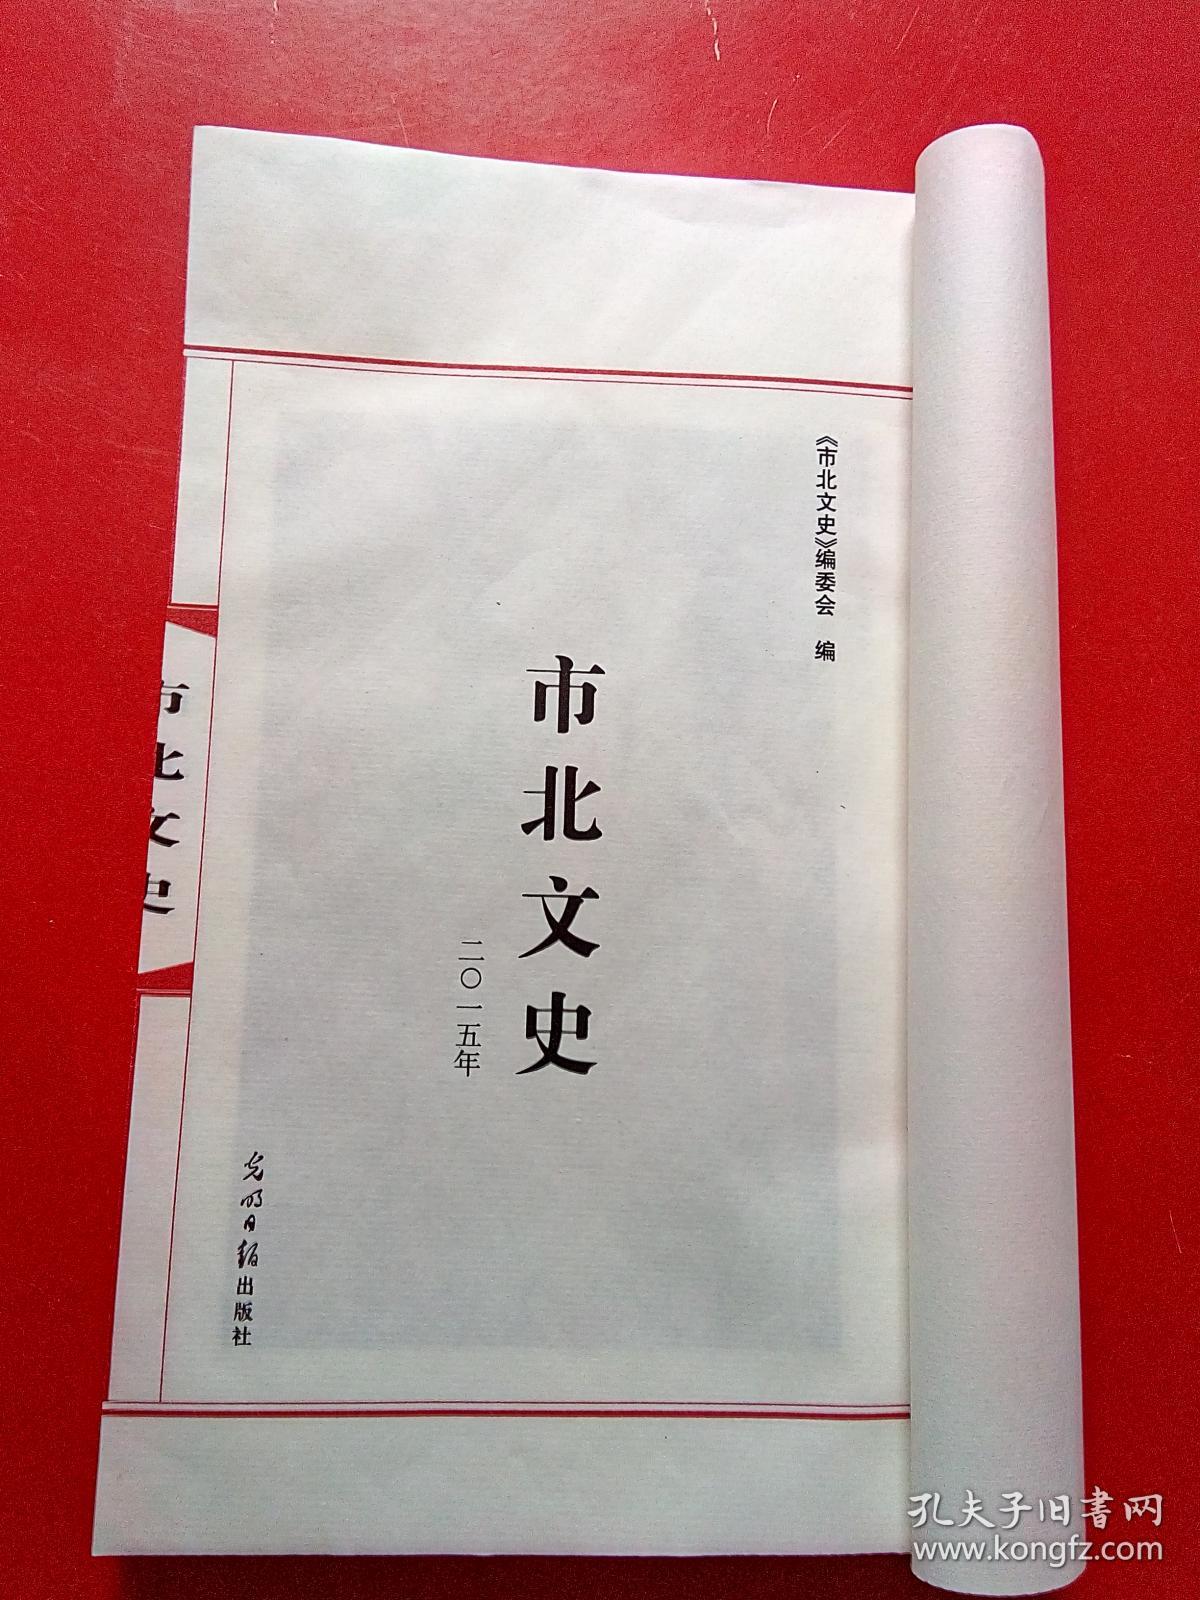 《市北文史》编委会　编
市北文史
二〇一五年
光明日报出版社
市北文史
孔夫子旧书网
www.kongfz.com